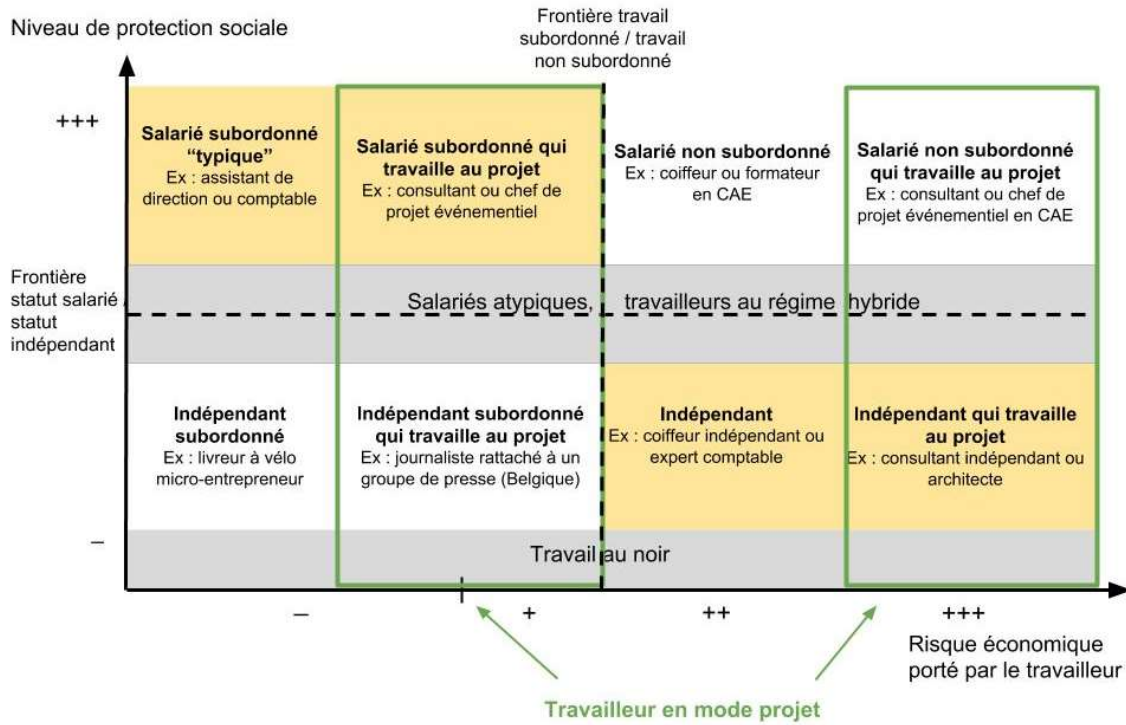 Niveau de protection sociale
Frontière travail
subordonné / travail
non subordonné
+++
Salarié subordonné
“typique”
Ex : assistant de
direction ou comptable
Salarié subordonné qui
travaille au projet
Ex : consultant ou chef de
projet événementiel
Salarié non subordonné
Ex : coiffeur ou formateur
en CAE
Salarié non subordonné
qui travaille au projet
Ex : consultant ou chef de
projet événementiel en CAE
Frontière
statut salarié /
statut
indépendant
Salariés atypiques, travailleurs au régime hybride
Indépendant
subordonné
Ex : livreur à vélo
micro-entrepreneur
Indépendant subordonné
qui travaille au projet
Ex : journaliste rattaché à un
groupe de presse (Belgique)
Indépendant
Ex : coiffeur indépendant ou
expert comptable
Indépendant qui travaille
au projet
Ex : consultant indépendant ou
architecte
–
Travail au noir
– + ++ +++
Risque économique
porté par le travailleur
Travailleur en mode projet